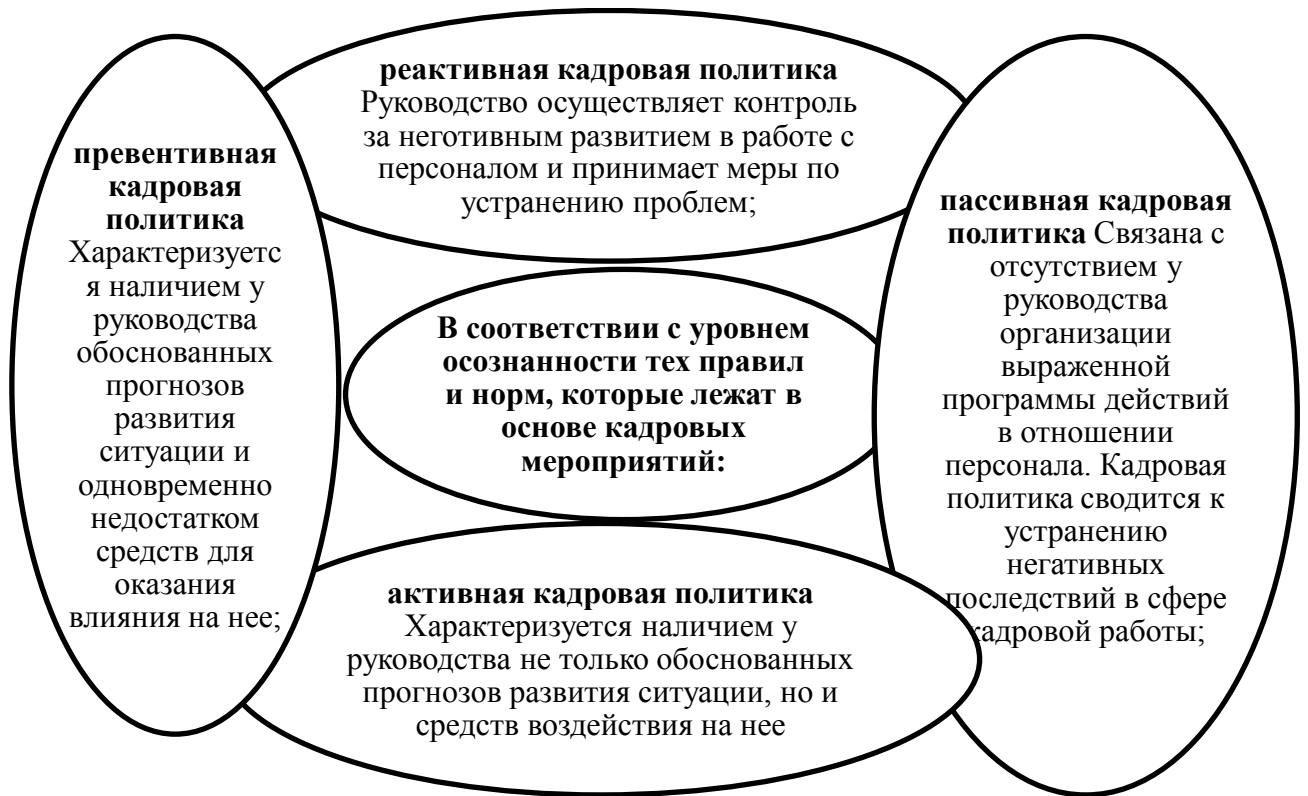 реактивная кадровая политика
Руководство осуществляет контроль
за неготивным развитием в работе с
персоналом и принимает меры по
устранению проблем;
превентивная
кадровая
политика
Характеризуетс
я наличием у
руководства
обоснованных
прогнозов
развития
ситуации и
одновременно
недостатком
средств для
оказания
влияния на нее;
В соответствии с уровнем
осознанности тех правил
и норм, которые лежат в
основе кадровых
мероприятий:
пассивная кадровая
политика Связана с
отсутствием у
руководства
организации
выраженной
программы действий
в отношении
персонала. Кадровая
политика сводится к
устранению
негативных
последствий в сфере
кадровой работы;
активная кадровая политика
Характеризуется наличием у
руководства не только обоснованных
прогнозов развития ситуации, но и
средств воздействия на нее